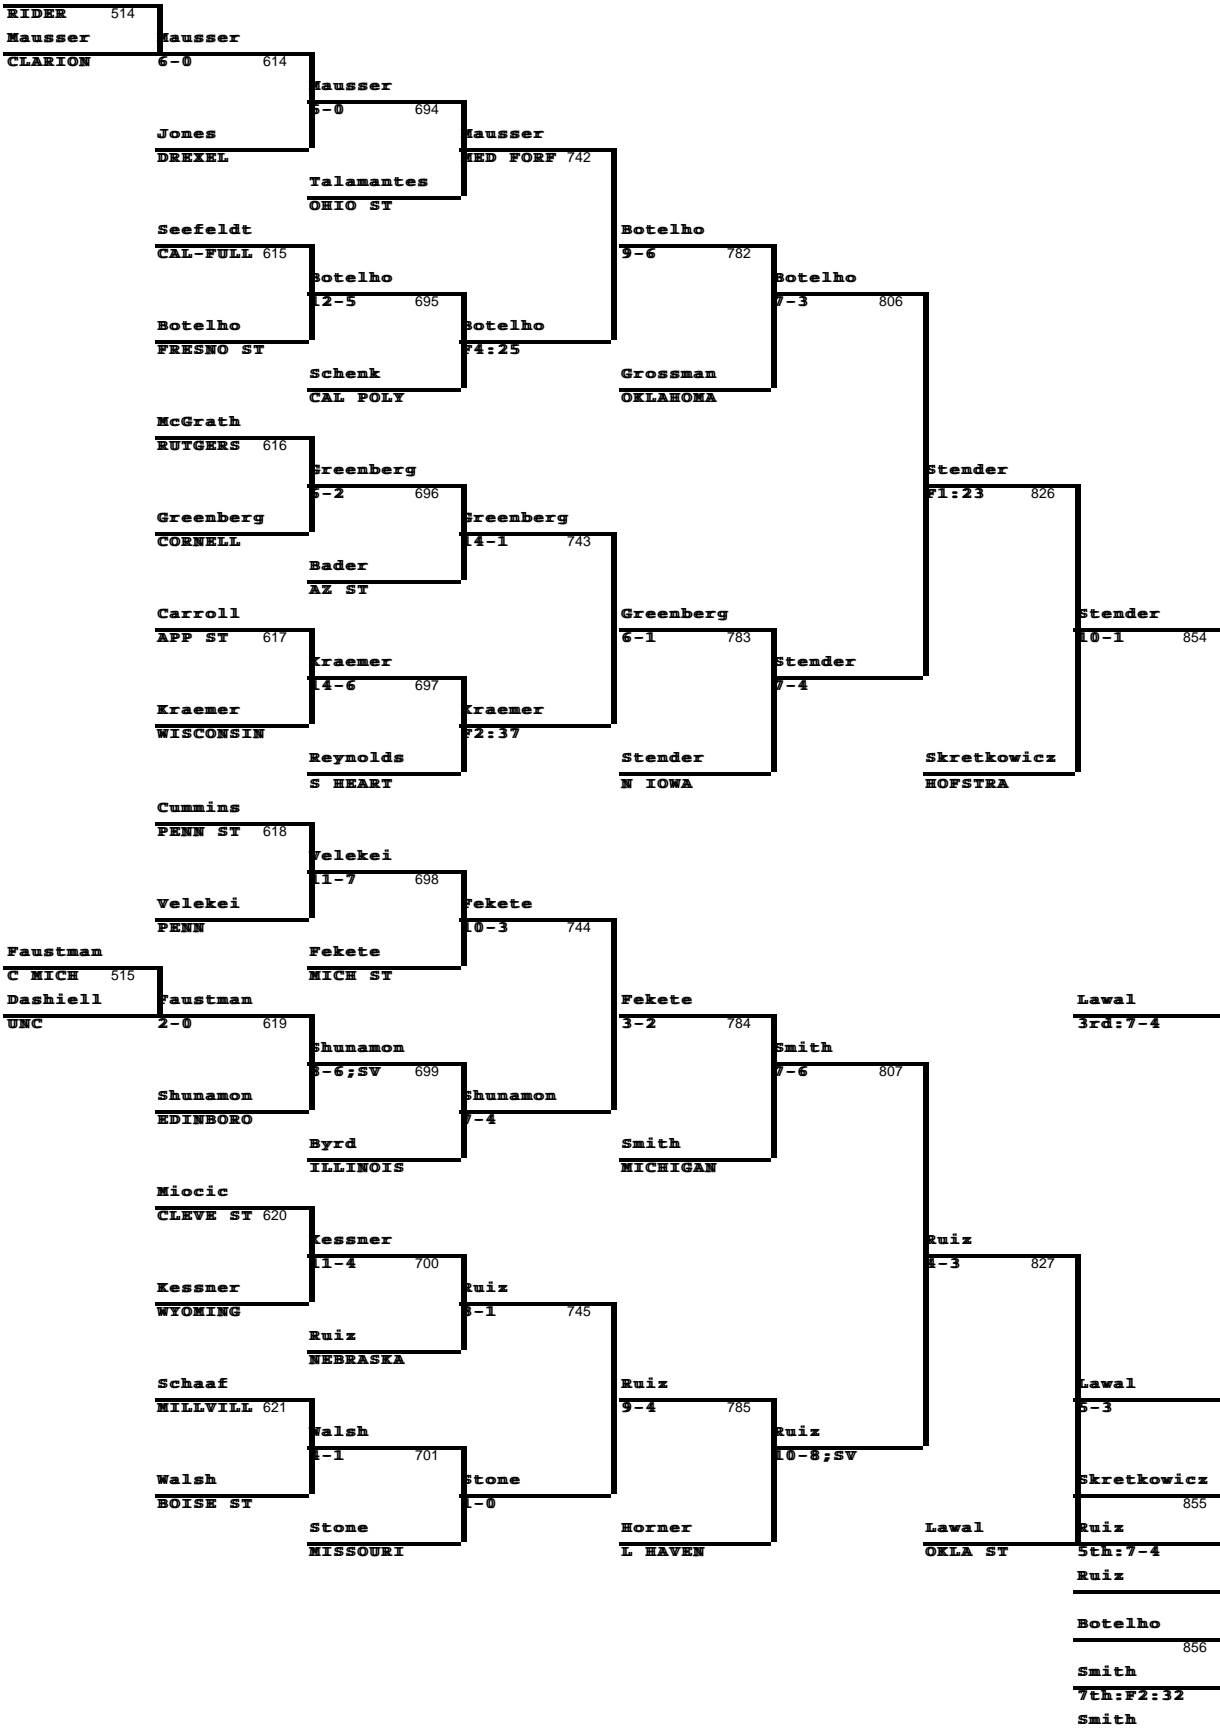 RIDER 514
Mausser Mausser
CLARION 6-0 614
Mausser
6-0 694
Jones Mausser
DREXEL MED FORF 742
Talamantes
OHIO ST
Seefeldt Botelho
CAL-FULL 615 9-6 782
Botelho Botelho
12-5 695 7-3 806
Botelho Botelho
FRESNO ST F4:25
Schenk Grossman
CAL POLY OKLAHOMA
McGrath
RUTGERS 616
Greenberg Stender
6-2 696 F1:23 826
Greenberg Greenberg
CORNELL 14-1 743
Bader
AZ ST
Carroll Greenberg Stender
APP ST 617 6-1 783 10-1 854
Kraemer Stender
14-6 697 7-4
Kraemer Kraemer
WISCONSIN F2:37
Reynolds Stender Skretkowicz
S HEART N IOWA HOFSTRA
Cummins
PENN ST 618
Velekei
11-7 698
Velekei Fekete
PENN 10-3 744
Faustman Fekete
C MICH 515 MICH ST
Dashiell Faustman Fekete Lawal
UNC 2-0 619 3-2 784 3rd:7-4
Shunamon Smith
8-6;SV 699 7-6 807
Shunamon Shunamon
EDINBORO 7-4
Byrd Smith
ILLINOIS MICHIGAN
Miocic
CLEVE ST 620
Kessner Ruiz
11-4 700 4-3 827
Kessner Ruiz
WYOMING 8-1 745
Ruiz
NEBRASKA
Schaaf Ruiz Lawal
MILLVILL 621 9-4 785 5-3
Walsh Ruiz
4-1 701 10-8;SV
Walsh Stone Skretkowicz
BOISE ST 1-0 855
Stone Horner Lawal Ruiz
MISSOURI L HAVEN OKLA ST 5th:7-4
Ruiz
Botelho
856
Smith
7th:F2:32
Smith